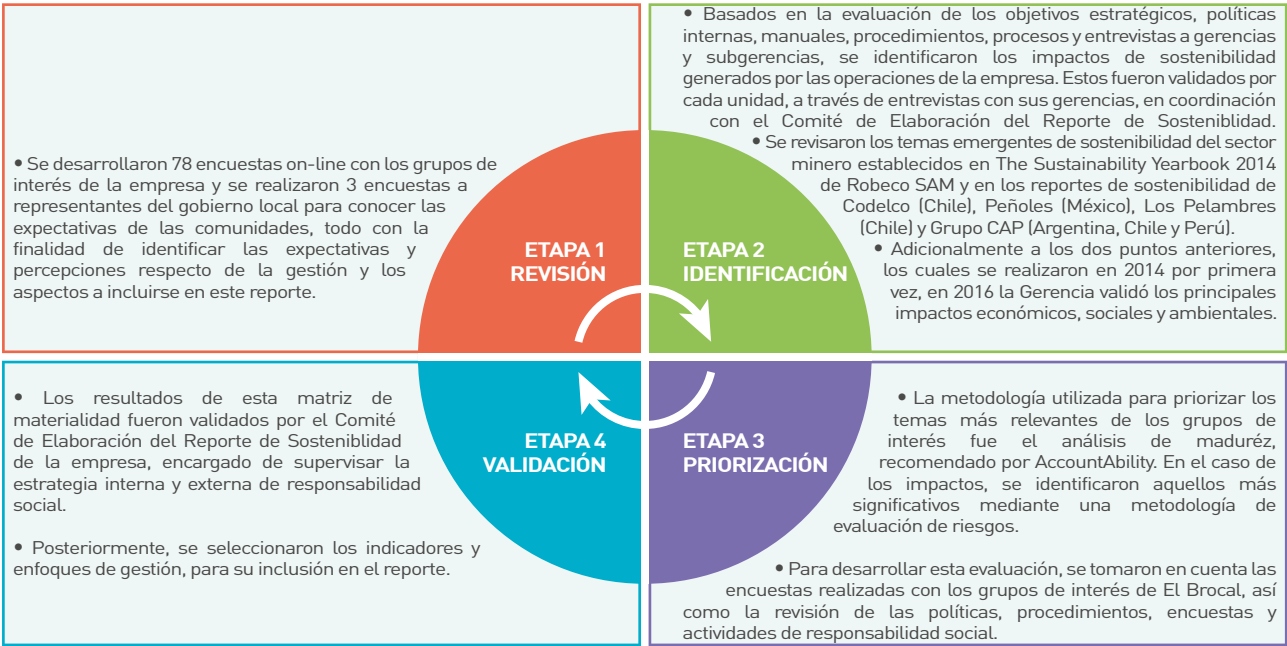 • Se desarrollaron 78 encuestas on-line con los grupos de
interés de la empresa y se realizaron 3 encuestas a
representantes del gobierno local para conocer las
expectativas de las comunidades, todo con la
finalidad de identificar las expectativas y
percepciones respecto de la gestión y los
aspectos a incluirse en este reporte.
ETAPA 1
REVISIÓN
• Basados en la evaluación de los objetivos estratégicos, políticas
internas, manuales, procedimientos, procesos y entrevistas a gerencias
y subgerencias, se identificaron los impactos de sostenibilidad
generados por las operaciones de la empresa. Estos fueron validados por
cada unidad, a través de entrevistas con sus gerencias, en coordinación
con el Comité de Elaboración del Reporte de Sosteniblidad.
• Se revisaron los temas emergentes de sostenibilidad del sector
minero establecidos en The Sustainability Yearbook 2014
de Robeco SAM y en los reportes de sostenibilidad de
Codelco (Chile), Peñoles (México), Los Pelambres
(Chile) y Grupo CAP (Argentina, Chile y Perú).
• Adicionalmente a los dos puntos anteriores,
los cuales se realizaron en 2014 por primera
vez, en 2016 la Gerencia validó los principales
impactos económicos, sociales y ambientales.
ETAPA 2
IDENTIFICACIÓN
• La metodología utilizada para priorizar los
temas más relevantes de los grupos de
interés fue el análisis de maduréz,
recomendado por AccountAbility. En el caso de
los impactos, se identificaron aquellos más
significativos mediante una metodología de
evaluación de riesgos.
• Para desarrollar esta evaluación, se tomaron en cuenta las
encuestas realizadas con los grupos de interés de El Brocal, así
como la revisión de las políticas, procedimientos, encuestas y
actividades de responsabilidad social.
ETAPA 3
PRIORIZACIÓN
• Los resultados de esta matriz de
materialidad fueron validados por el Comité
de Elaboración del Reporte de Sosteniblidad
de la empresa, encargado de supervisar la
estrategia interna y externa de responsabilidad
social.
• Posteriormente, se seleccionaron los indicadores y
enfoques de gestión, para su inclusión en el reporte.
ETAPA 4
VALIDACIÓN